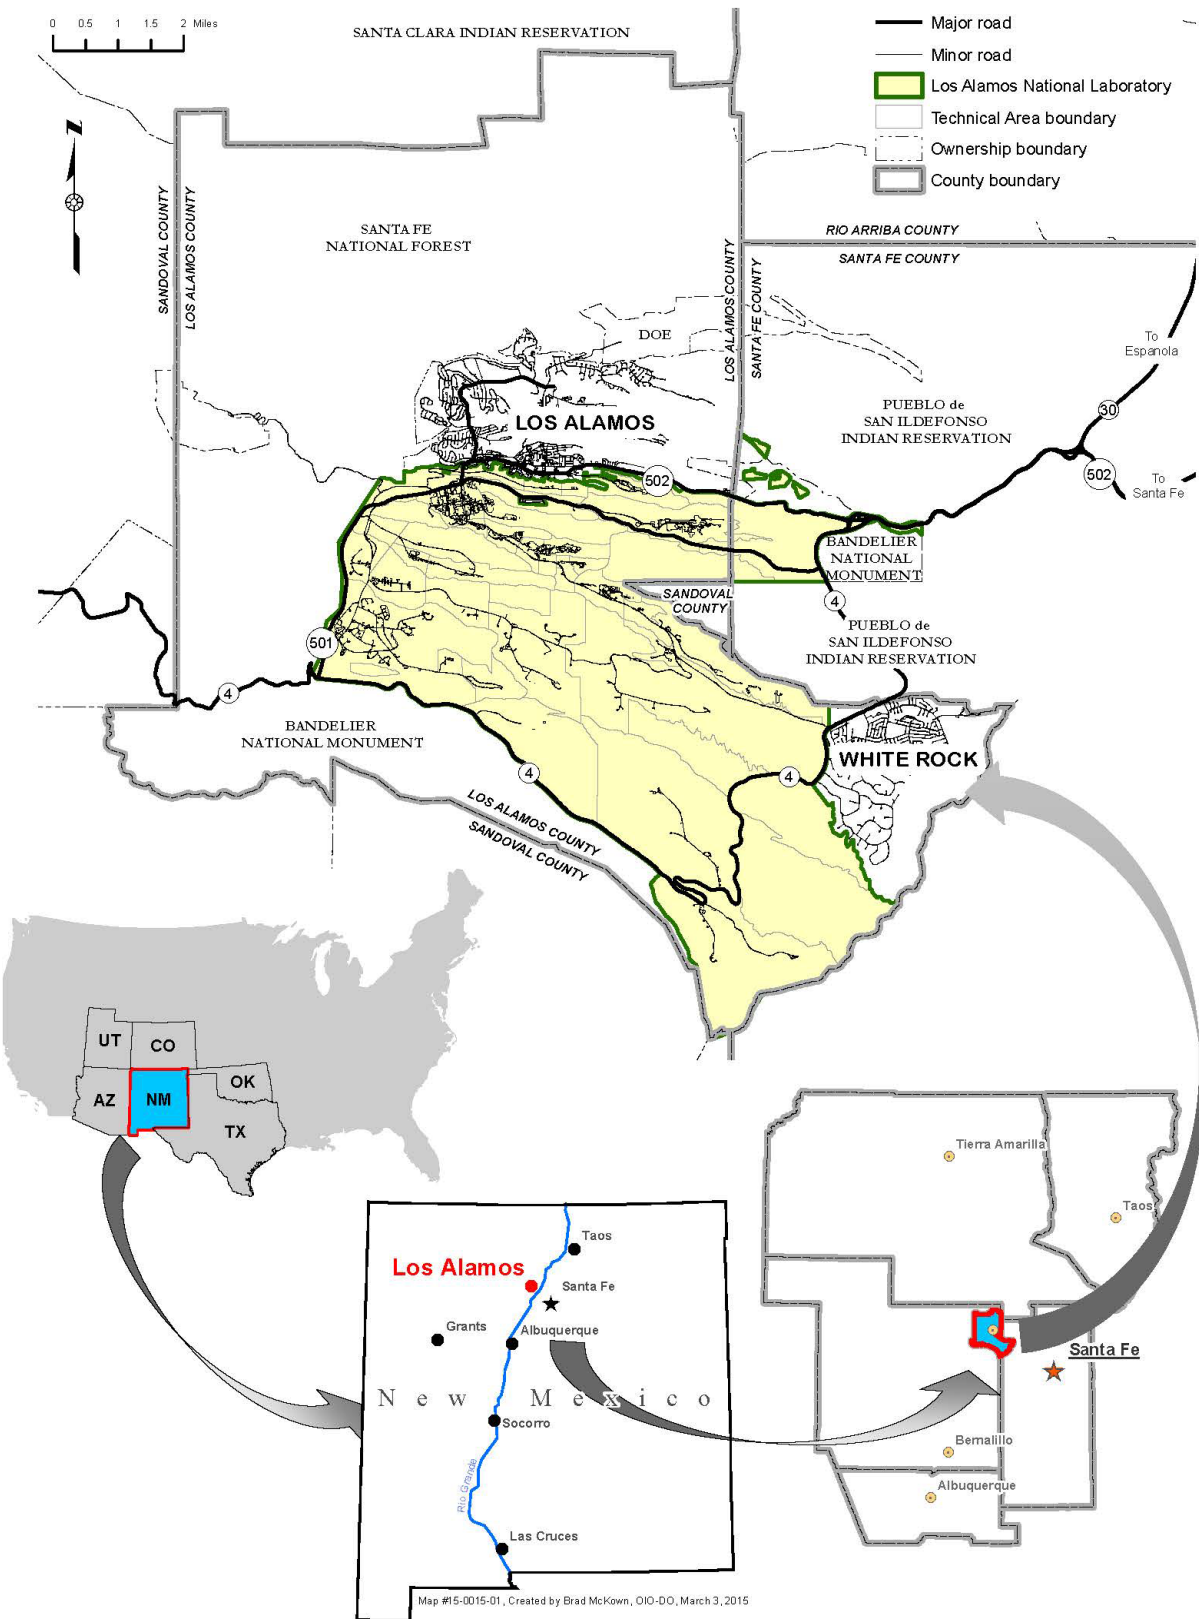 0 0.5 1 1.5 2 Miles
SANTA CLARA INDIAN RESERVATION
Major road
Minor road
Los Alamos National Laboratory
Technical Area boundary
Ownership boundary
County boundary
N
SANDOVAL COUNTY
LOS ALAMOS COUNTY
SANTA FE
NATIONAL FOREST
RIO ARRIBA COUNTY
SANTA FE COUNTY
LOS ALAMOS COUNTY
SANTA FE COUNTY
DOE
To
Espanola
LOS ALAMOS
PUEBLO de
SAN ILDEFONSO
INDIAN RESERVATION
30
502
502
To
Santa Fe
BANDELIER
NATIONAL
MONUMENT
SANDOVAL
COUNTY
4
PUEBLO de
SAN ILDEFONSO
INDIAN RESERVATION
501
4
BANDELIER
NATIONAL MONUMENT
WHITE ROCK
4
4
LOS ALAMOS COUNTY
SANDOVAL COUNTY
UT
CO
AZ
NM
OK
TX
Tierra Amarilla
Taos
Taos
Los Alamos
Santa Fe
Grants
Albuquerque
Santa Fe
New Mexico
Socorro
Bernalillo
Albuquerque
Rio Grande
Las Cruces
Map #15-0015-01, Created by Brad McKown, OIO-DO, March 3, 2015